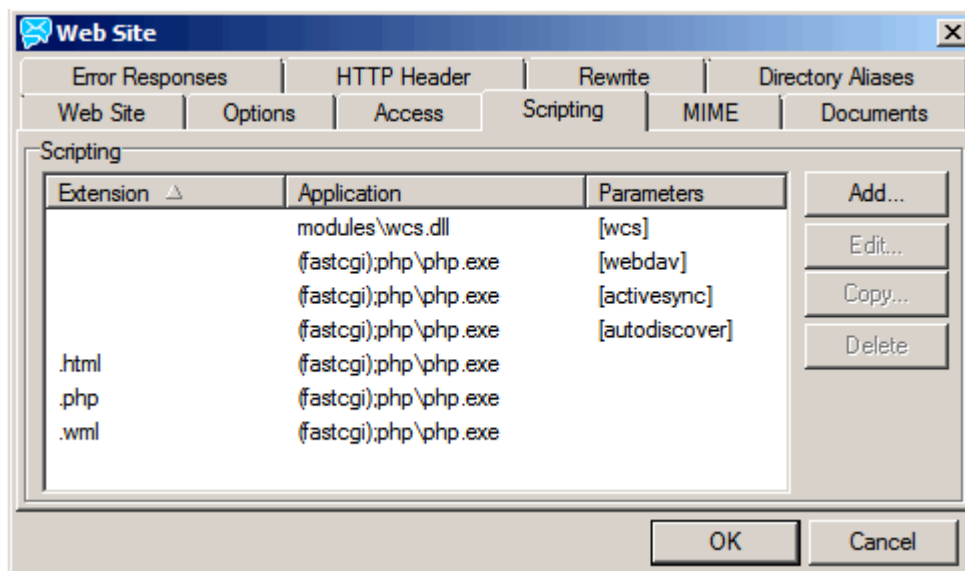 Web Site
Error Responses HTTP Header Rewrite Directory Aliases
Web Site Options Access Scripting MIME Documents
Scripting
Extension Application Parameters Add...
modules\wcs.dll [wcs]
Edit...
(fastcgi);php\php.exe [webdav]
(fastcgi);php\php.exe [activesync] Copy...
(fastcgi);php\php.exe [autodiscover]
Delete
.html (fastcgi);php\php.exe
.php (fastcgi);php\php.exe
.wml (fastcgi);php\php.exe
OK Cancel